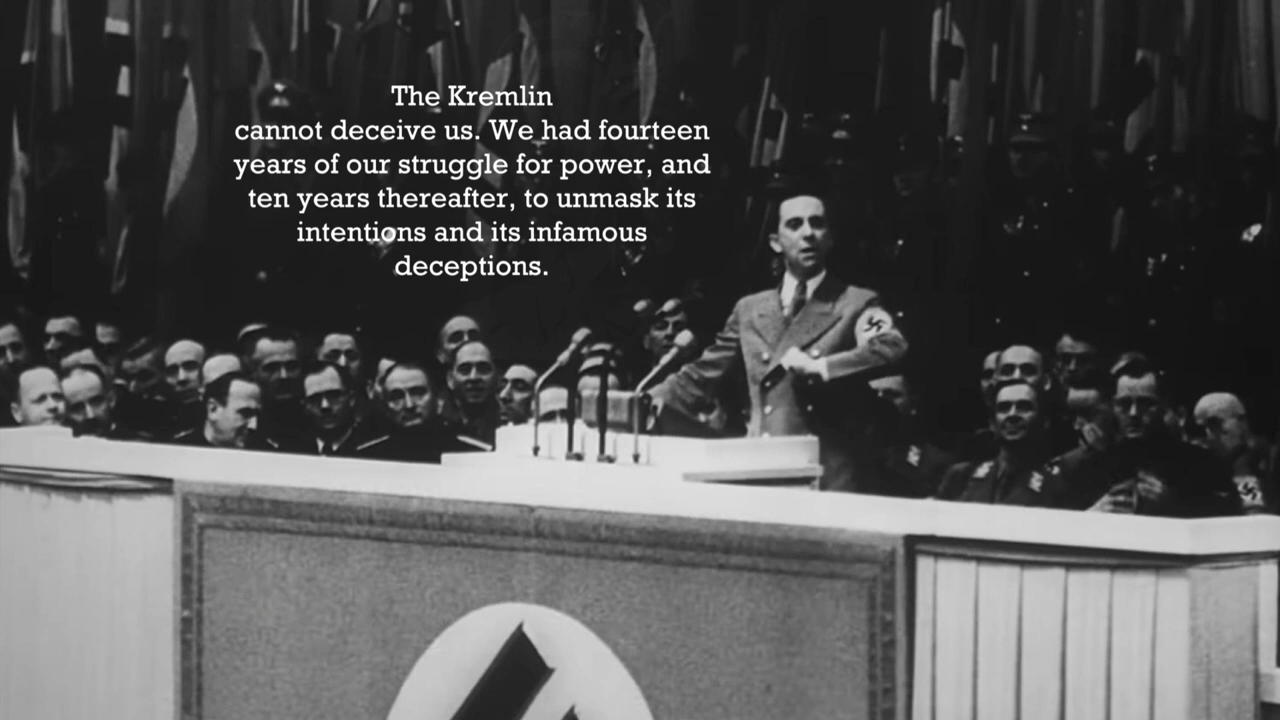 The Kremlin
cannot deceive us. We had fourteen
years of our struggle for power, and
ten years thereafter, to unmask its
intentions and its infamous
deceptions.